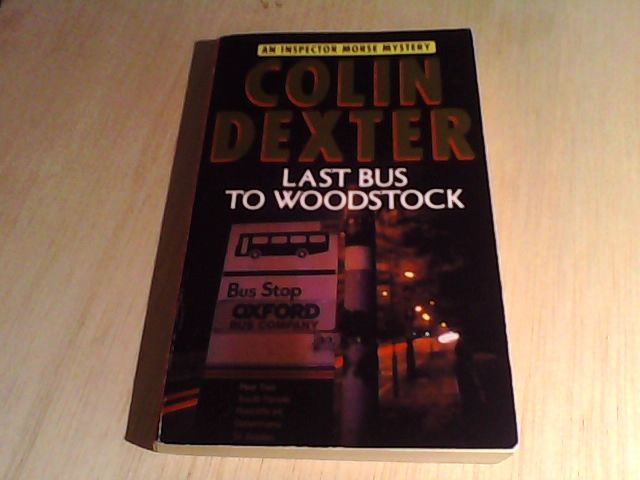 AN INSPECTOR MORSE MYSTERY
COLIN
DEXTER
LAST BUS
TO WOODSTOCK
Bus Stop
OXFORD
BUS COMPANY